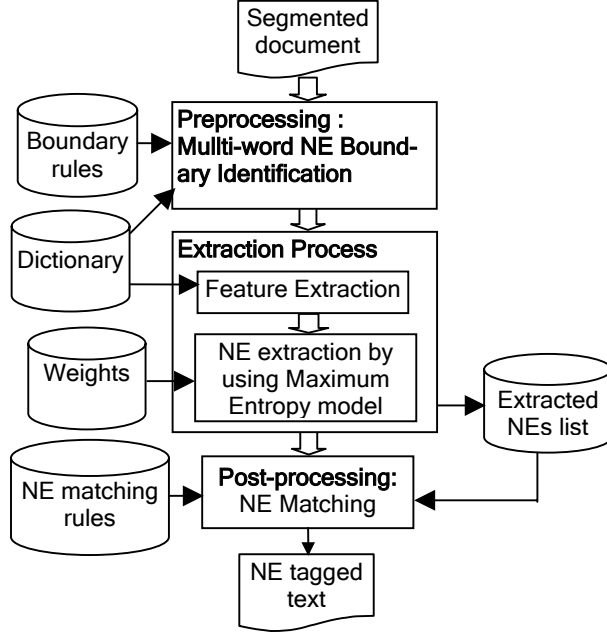 Segmented
document
Preprocessing :
Mullti-word NE Bound-
ary Identification
Boundary
rules
Dictionary
Extraction Process
Feature Extraction
NE extraction by
using Maximum
Entropy model
Weights
Extracted
NEs list
Post-processing:
NE Matching
NE matching
rules
NE tagged
text